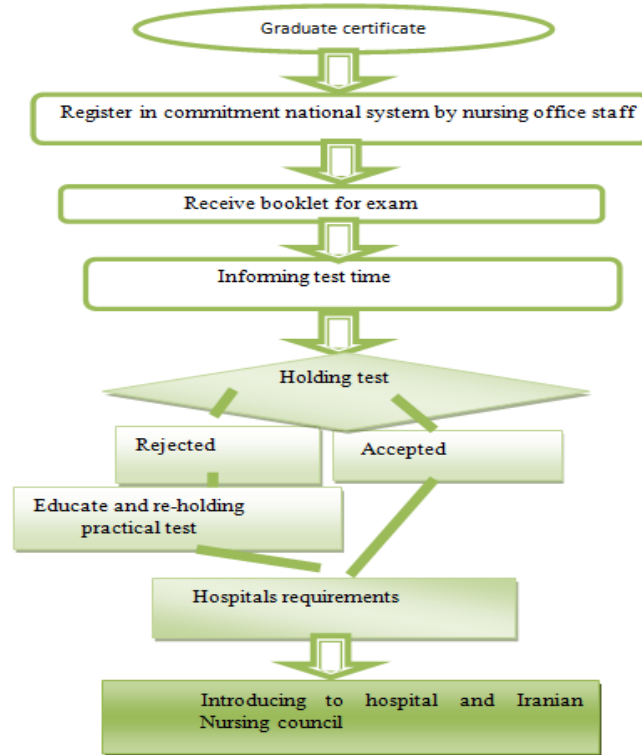 Graduate certificate
Register in commitment national system by nursing office staff
Receive booklet for exam
Informing test time
Holding test
Rejected
Accepted
Educate and re-holding
practical test
Hospitals requirements
Introducing to hospital and Iranian
Nursing council